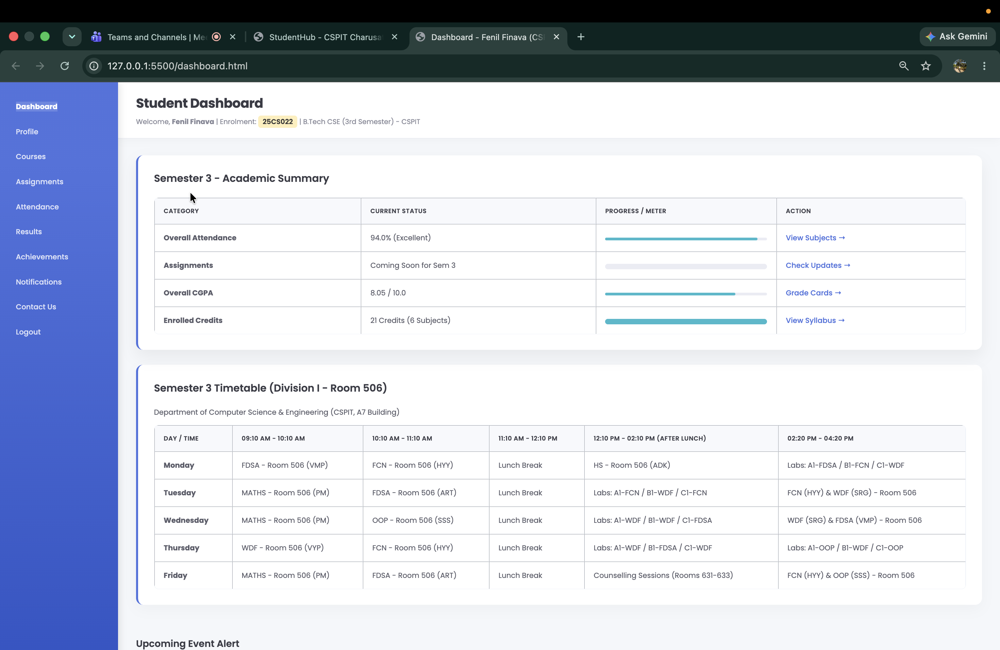 Teams and Channels | Me
StudentHub - CSPIT Charusa
Dashboard - Fenil Finava (CS
Ask Gemini
127.0.0.1:5500/dashboard.html
Dashboard
Profile
Courses
Assignments
Attendance
Results
Achievements
Notifications
Contact Us
Logout
Student Dashboard
Welcome, Fenil Finava | Enrolment: 25CS022 | B.Tech CSE (3rd Semester) - CSPIT
Semester 3 - Academic Summary
CATEGORY CURRENT STATUS PROGRESS / METER ACTION
Overall Attendance 94.0% (Excellent) View Subjects →
Assignments Coming Soon for Sem 3 Check Updates →
Overall CGPA 8.05 / 10.0 Grade Cards →
Enrolled Credits 21 Credits (6 Subjects) View Syllabus →
Semester 3 Timetable (Division I - Room 506)
Department of Computer Science & Engineering (CSPIT, A7 Building)
DAY / TIME 09:10 AM - 10:10 AM 10:10 AM - 11:10 AM 11:10 AM - 12:10 PM 12:10 PM - 02:10 PM (AFTER LUNCH) 02:20 PM - 04:20 PM
Monday FDSA - Room 506 (VMP) FCN - Room 506 (HYY) Lunch Break HS - Room 506 (ADK) Labs: A1-FDSA / B1-FCN / C1-WDF
Tuesday MATHS - Room 506 (PM) FDSA - Room 506 (ART) Lunch Break Labs: A1-FCN / B1-WDF / C1-FCN FCN (HYY) & WDF (SRG) - Room 506
Wednesday MATHS - Room 506 (PM) OOP - Room 506 (SSS) Lunch Break Labs: A1-WDF / B1-WDF / C1-FDSA WDF (SRG) & FDSA (VMP) - Room 506
Thursday WDF - Room 506 (VYP) FCN - Room 506 (HYY) Lunch Break Labs: A1-WDF / B1-FDSA / C1-WDF Labs: A1-OOP / B1-WDF / C1-OOP
Friday MATHS - Room 506 (PM) FDSA - Room 506 (ART) Lunch Break Counselling Sessions (Rooms 631-633) FCN (HYY) & OOP (SSS) - Room 506
Upcoming Event Alert